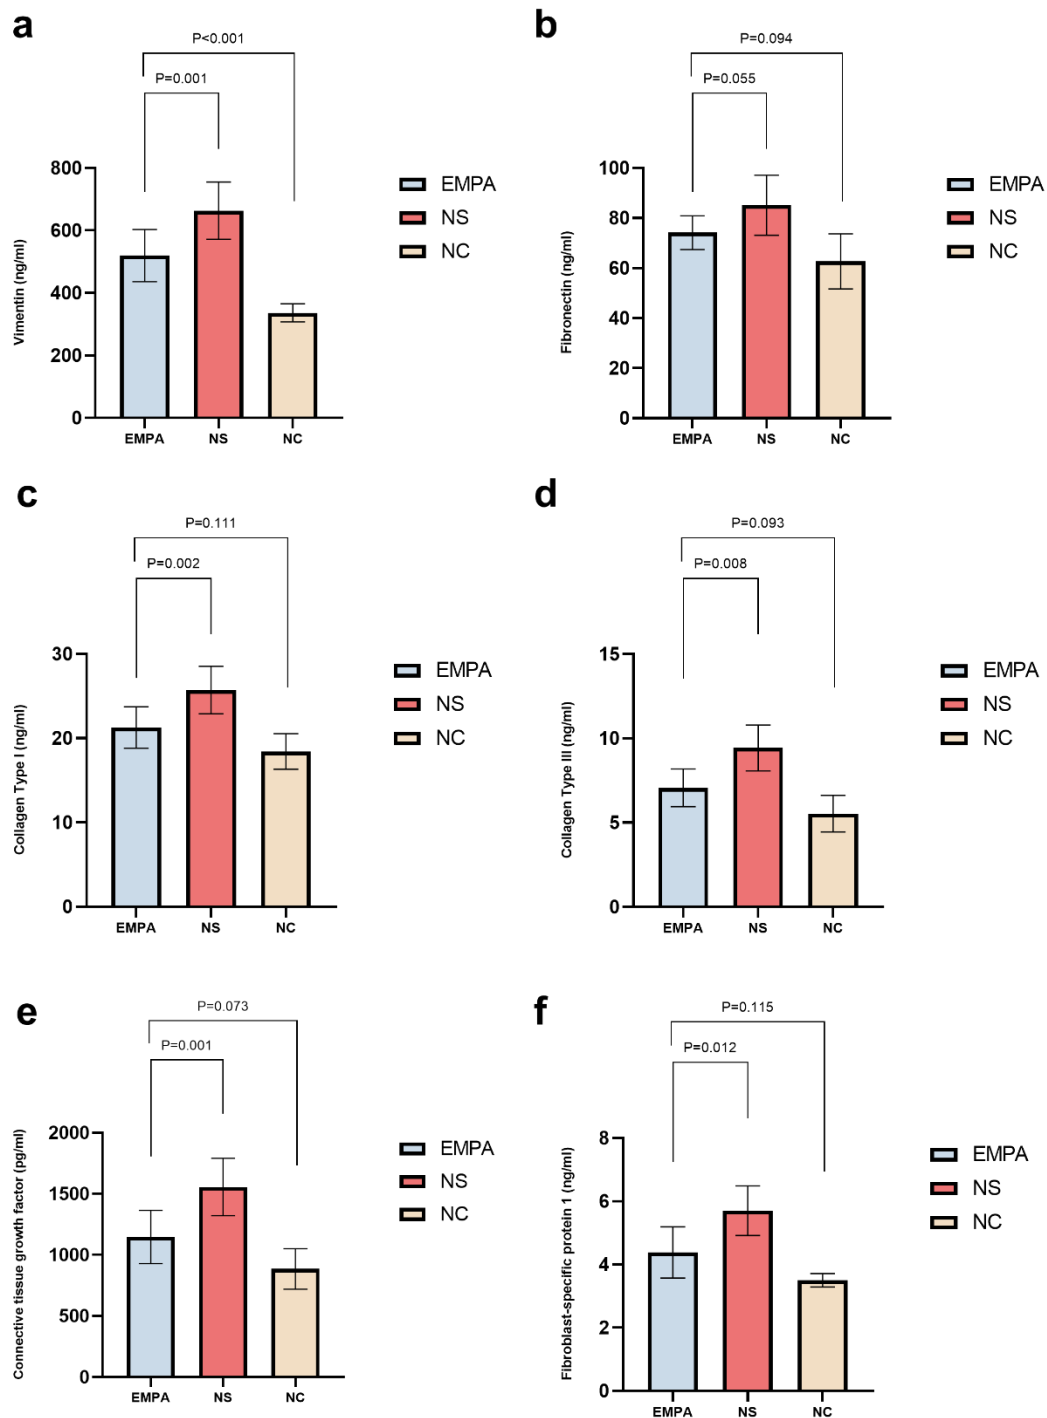 a
P<0.001
P=0.001
800
600
400
200
0
Vimentin (ng/ml)
EMPA
NS
NC
EMPA
NS
NC
b
P=0.094
P=0.055
100
80
60
40
20
0
Fibronectin (ng/ml)
EMPA
NS
NC
EMPA
NS
NC
c
P=0.111
P=0.002
30
20
10
0
Collagen Type I (ng/ml)
EMPA
NS
NC
EMPA
NS
NC
d
P=0.093
P=0.008
15
10
5
0
Collagen Type III (ng/ml)
EMPA
NS
NC
EMPA
NS
NC
e
P=0.073
P=0.001
2000
1500
1000
500
0
Connective tissue growth factor (pg/ml)
EMPA
NS
NC
EMPA
NS
NC
f
P=0.115
P=0.012
8
6
4
2
0
Fibroblast-specific protein 1 (ng/ml)
EMPA
NS
NC
EMPA
NS
NC